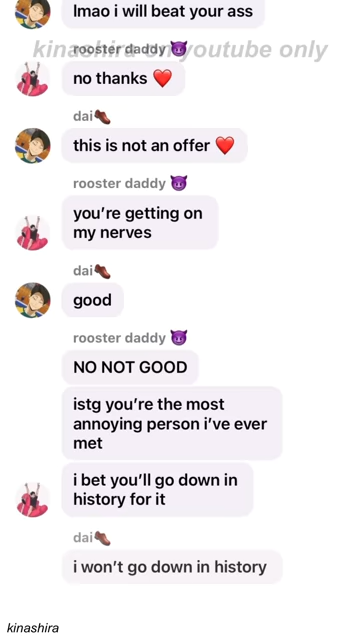 lmao i will beat your ass
kinashira on youtube only
rooster daddy 😈
no thanks ❤️
dai👞
this is not an offer ❤️
rooster daddy 😈
you’re getting on
my nerves
dai👞
good
rooster daddy 😈
NO NOT GOOD
istg you’re the most
annoying person i’ve ever
met
i bet you’ll go down in
history for it
dai👞
i won’t go down in history
kinashira